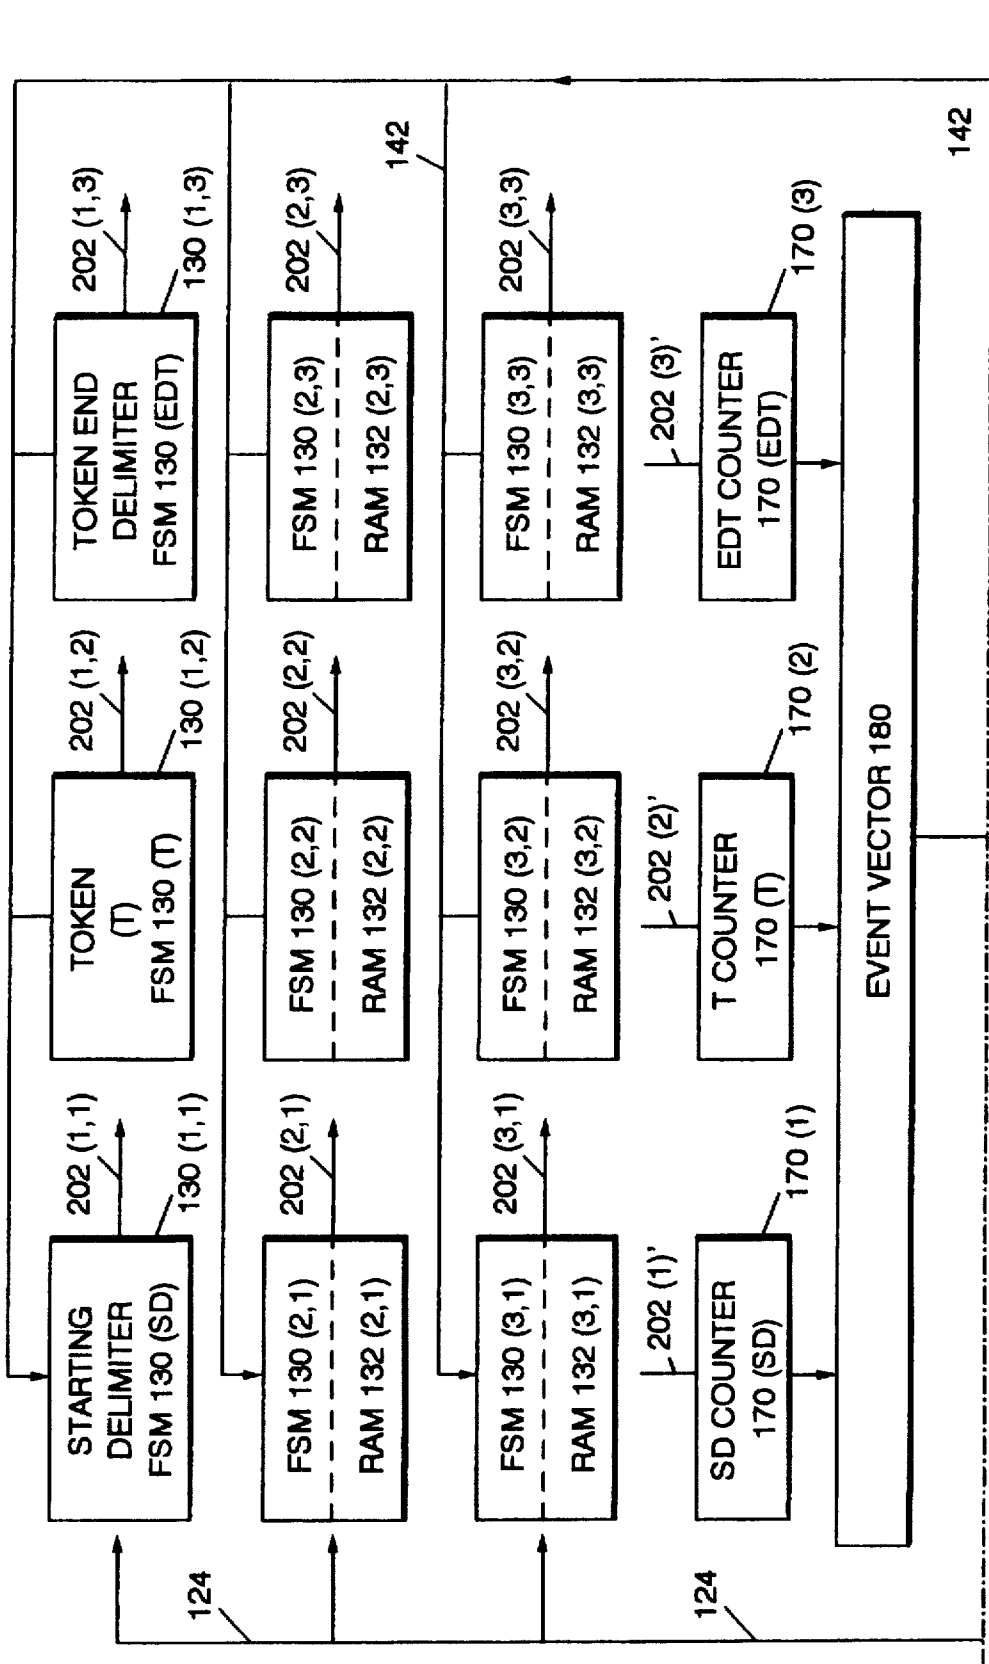 142
202 (1,1)
202 (1,2)
202 (1,3)
STARTING
DELIMITER
FSM 130 (SD)
130 (1,1)
TOKEN
(T)
FSM 130 (T)
130 (1,2)
TOKEN END
DELIMITER
FSM 130 (EDT)
130 (1,3)
124
202 (2,1)
202 (2,2)
202 (2,3)
FSM 130 (2,1)
RAM 132 (2,1)
FSM 130 (2,2)
RAM 132 (2,2)
FSM 130 (2,3)
RAM 132 (2,3)
202 (3,1)
202 (3,2)
202 (3,3)
FSM 130 (3,1)
RAM 132 (3,1)
FSM 130 (3,2)
RAM 132 (3,2)
FSM 130 (3,3)
RAM 132 (3,3)
202 (1)'
202 (2)'
202 (3)'
SD COUNTER
170 (SD)
170 (1)
T COUNTER
170 (T)
170 (2)
EDT COUNTER
170 (EDT)
170 (3)
124
EVENT VECTOR 180
142